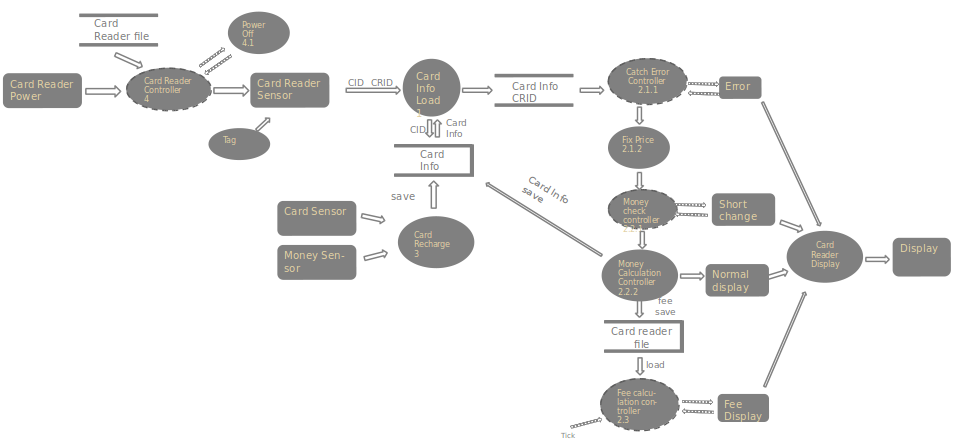 Card
Reader file
Power
Off
4.1
Card Reader
Power
Card Reader
Controller
4
Card Reader
Sensor
Tag
CID
CRID
Card
Info
Load
1
CID
Card
Info
Card Info
CRID
Catch Error
Controller
2.1.1
Error
Fix Price
2.1.2
Card
Info
save
Card Info
save
Card Sensor
Money Sen-
sor
Card
Recharge
3
Money
check
controller
Short
change
Card
Reader
Display
Display
Money
Calculation
Controller
2.2.2
Normal
display
fee
save
Card reader
file
load
Fee calcu-
lation con-
troller
2.3
Fee
Display
Tick